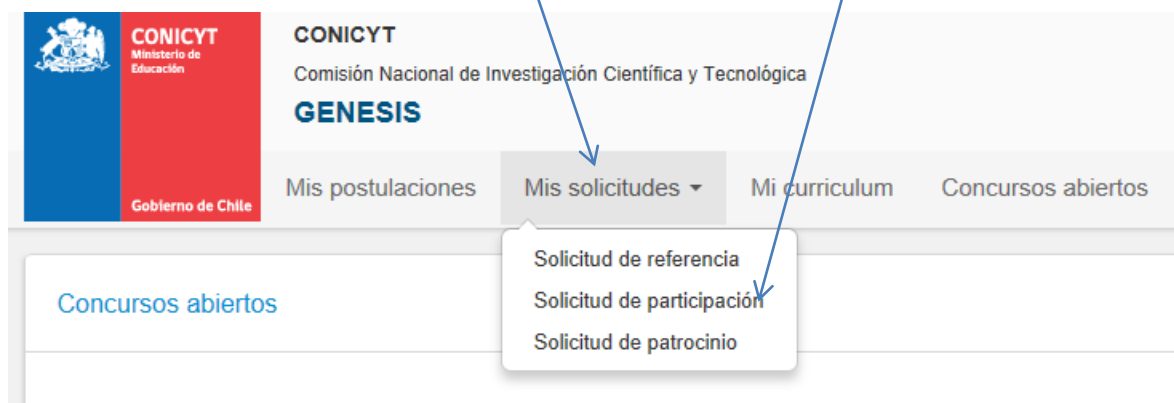 CONICYT
Ministerio de
Educación
Gobierno de Chile
CONICYT
Comisión Nacional de Investigación Científica y Tecnológica
GENESIS
Mis postulaciones Mis solicitudes Mi curriculum Concursos abiertos
Solicitud de referencia
Solicitud de participación
Solicitud de patrocinio
Concursos abiertos